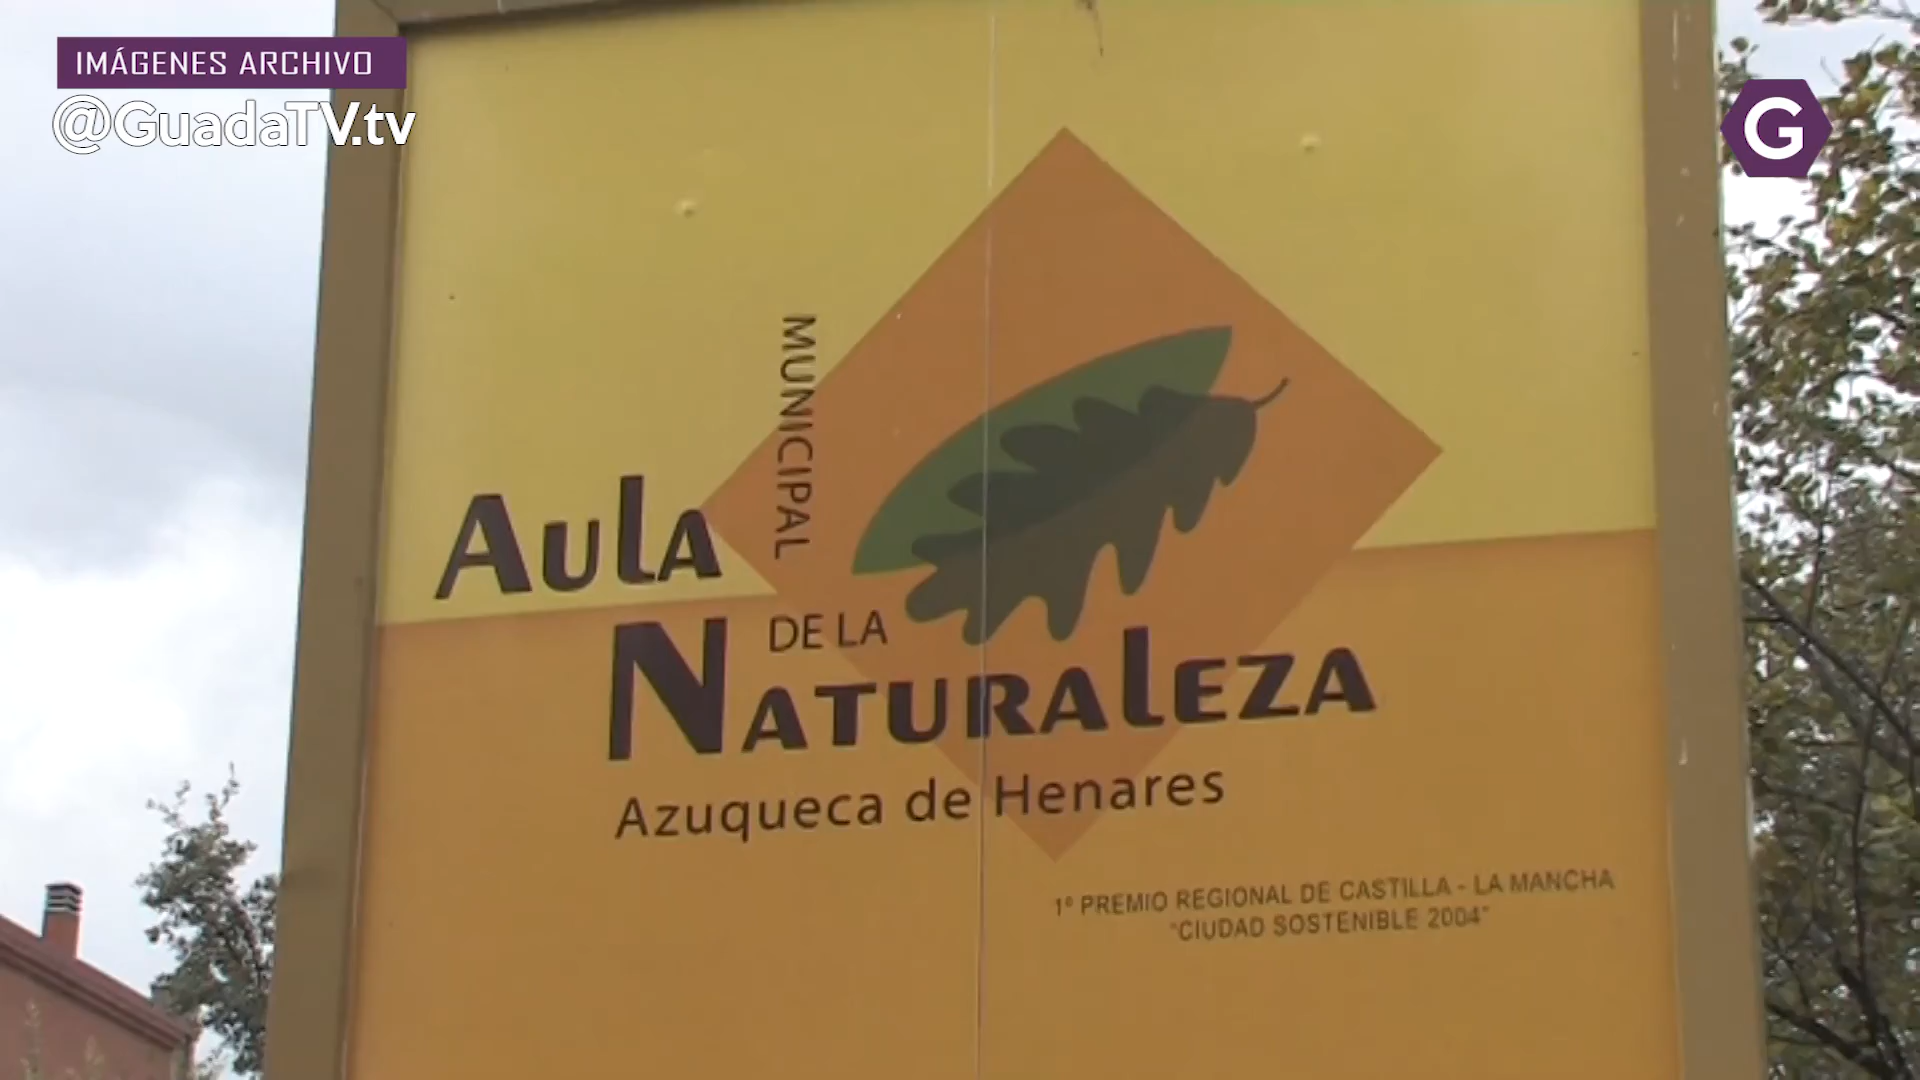 IMÁGENES ARCHIVO
@GuadaTV.tv
G
MUNICIPAL
AULA
DE LA
NATURALEZA
Azuqueca de Henares
1º PREMIO REGIONAL DE CASTILLA - LA MANCHA
"CIUDAD SOSTENIBLE 2004"